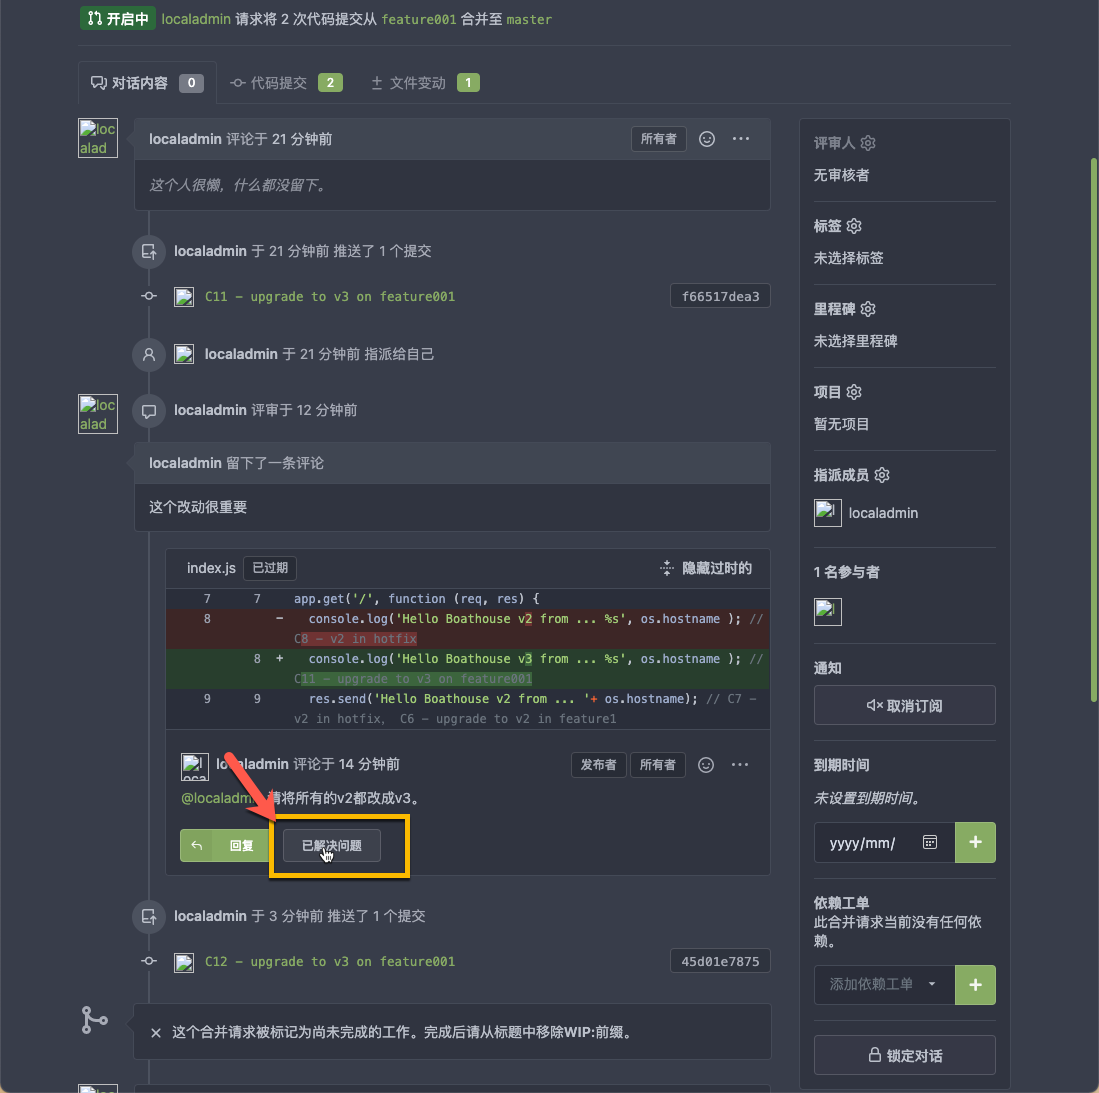 开启中 localadmin 请求将 2 次代码提交从 feature001 合并至 master
对话内容 0 代码提交 2 文件变动 1
loc
alad
localadmin 评论于 21 分钟前 所有者
这个人很懒，什么都没留下。
localadmin 于 21 分钟前 推送了 1 个提交
C11 - upgrade to v3 on feature001 f66517dea3
localadmin 于 21 分钟前 指派给自己
loc
alad
localadmin 评审于 12 分钟前
localadmin 留下了一条评论
这个改动很重要
index.js 已过期 隐藏过时的
7 7 app.get('/', function (req, res) {
8 - console.log('Hello Boathouse v2 from ... %s', os.hostname ); //
C8 - v2 in hotfix
8 + console.log('Hello Boathouse v3 from ... %s', os.hostname ); //
C11 - upgrade to v3 on feature001
9 9 res.send('Hello Boathouse v2 from ... '+ os.hostname); // C7 -
v2 in hotfix, C6 - upgrade to v2 in feature1
localadmin 评论于 14 分钟前 发布者 所有者
@localadmin 请将所有的v2都改成v3。
回复 已解决问题
localadmin 于 3 分钟前 推送了 1 个提交
C12 - upgrade to v3 on feature001 45d01e7875
× 这个合并请求被标记为尚未完成的工作。完成后请从标题中移除WIP:前缀。
评审人
无审核者
标签
未选择标签
里程碑
未选择里程碑
项目
暂无项目
指派成员
localadmin
1 名参与者
通知
取消订阅
到期时间
未设置到期时间。
yyyy/mm/ +
依赖工单
此合并请求当前没有任何依
赖。
添加依赖工单 +
锁定对话